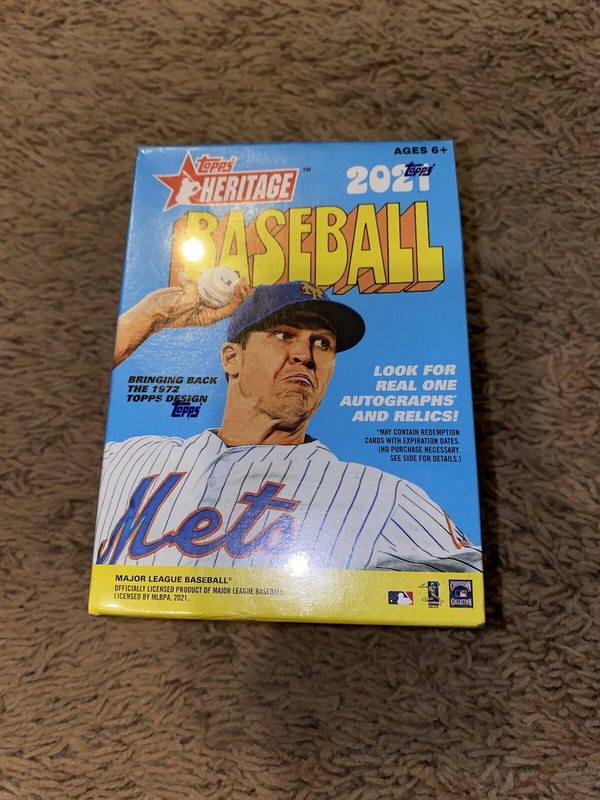 AGES 6+
Topps
HERITAGE™
2021
Topps
BASEBALL
NY
BRINGING BACK
THE 1972
TOPPS DESIGN
Topps
LOOK FOR
REAL ONE
AUTOGRAPHS
AND RELICS!
*MAY CONTAIN REDEMPTION
CARDS WITH EXPIRATION DATES.
(NO PURCHASE NECESSARY.
SEE SIDE FOR DETAILS.)
Mets
MAJOR LEAGUE BASEBALL®
OFFICIALLY LICENSED PRODUCT OF MAJOR LEAGUE BASEBALL
LICENSED BY MLBPA, 2021.